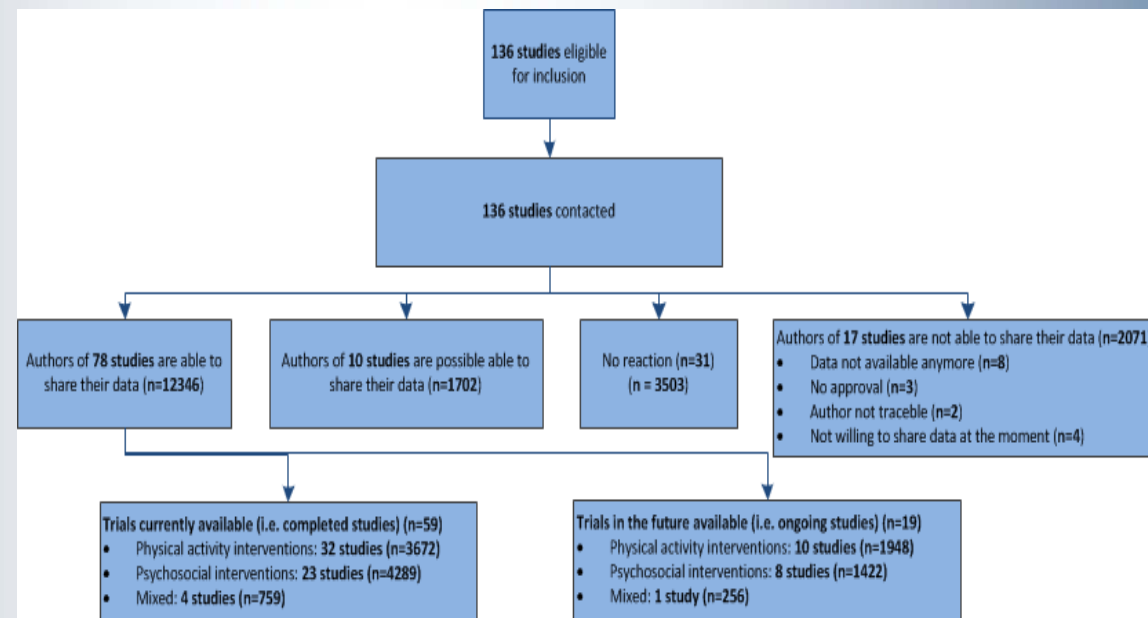 136 studies eligible
for inclusion
136 studies contacted
Authors of 78 studies are able to
share their data (n=12346)
Authors of 10 studies are possible able to
share their data (n=1702)
No reaction (n=31)
(n = 3503)
Authors of 17 studies are not able to share their data (n=2071
• Data not available anymore (n=8)
• No approval (n=3)
• Author not traceble (n=2)
• Not willing to share data at the moment (n=4)
Trials currently available (i.e. completed studies) (n=59)
• Physical activity interventions: 32 studies (n=3672)
• Psychosocial interventions: 23 studies (n=4289)
• Mixed: 4 studies (n=759)
Trials in the future available (i.e. ongoing studies) (n=19)
• Physical activity interventions: 10 studies (n=1948)
• Psychosocial interventions: 8 studies (n=1422)
• Mixed: 1 study (n=256)